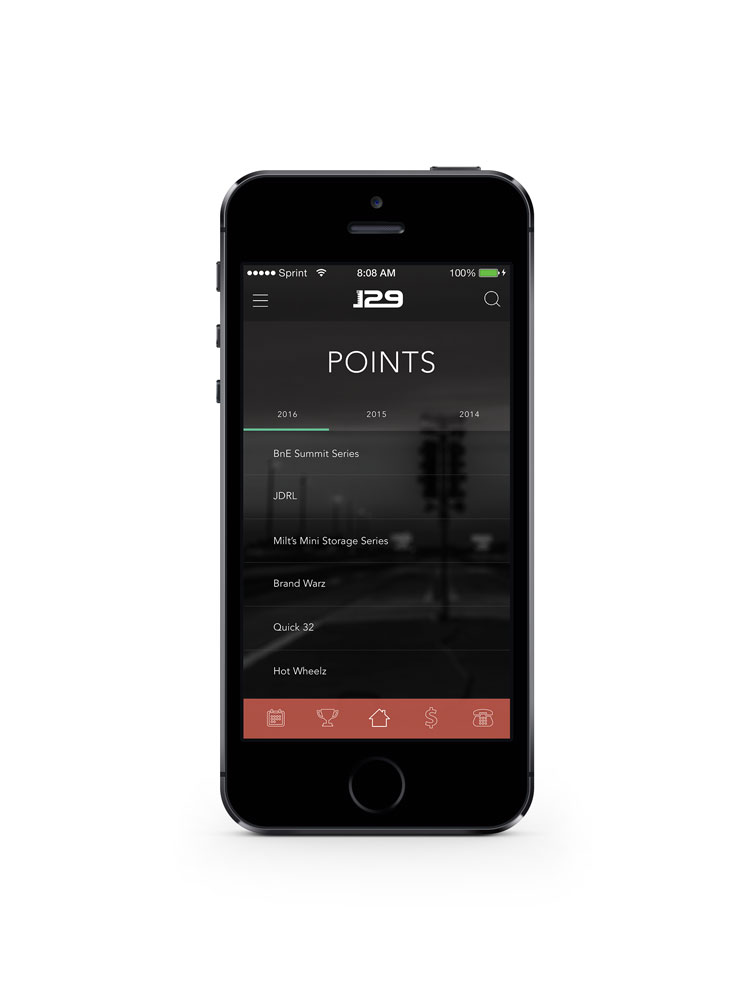 Sprint 8:08 AM 100%
129
POINTS
2016 2015 2014
BnE Summit Series
JDRL
Milt's Mini Storage Series
Brand Warz
Quick 32
Hot Wheelz